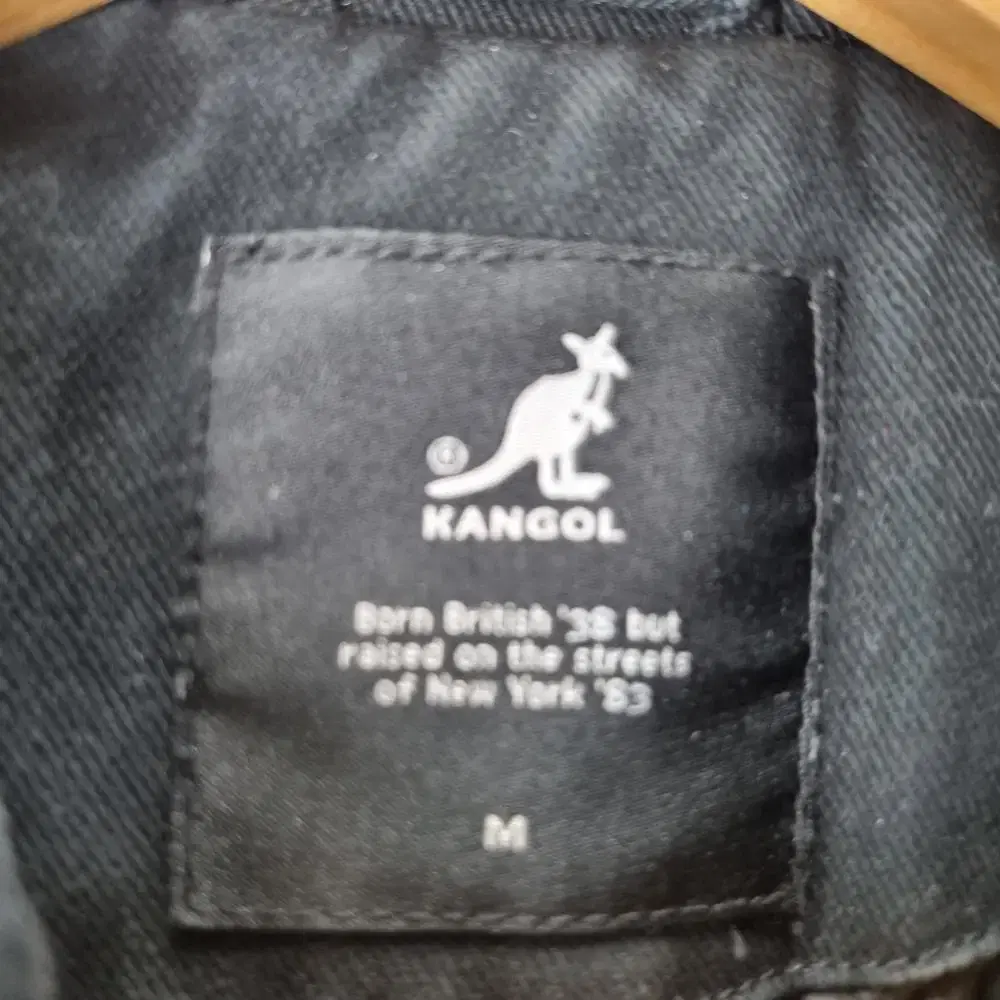 ®
KANGOL
Born British '38 but
raised on the streets
of New York '83
M